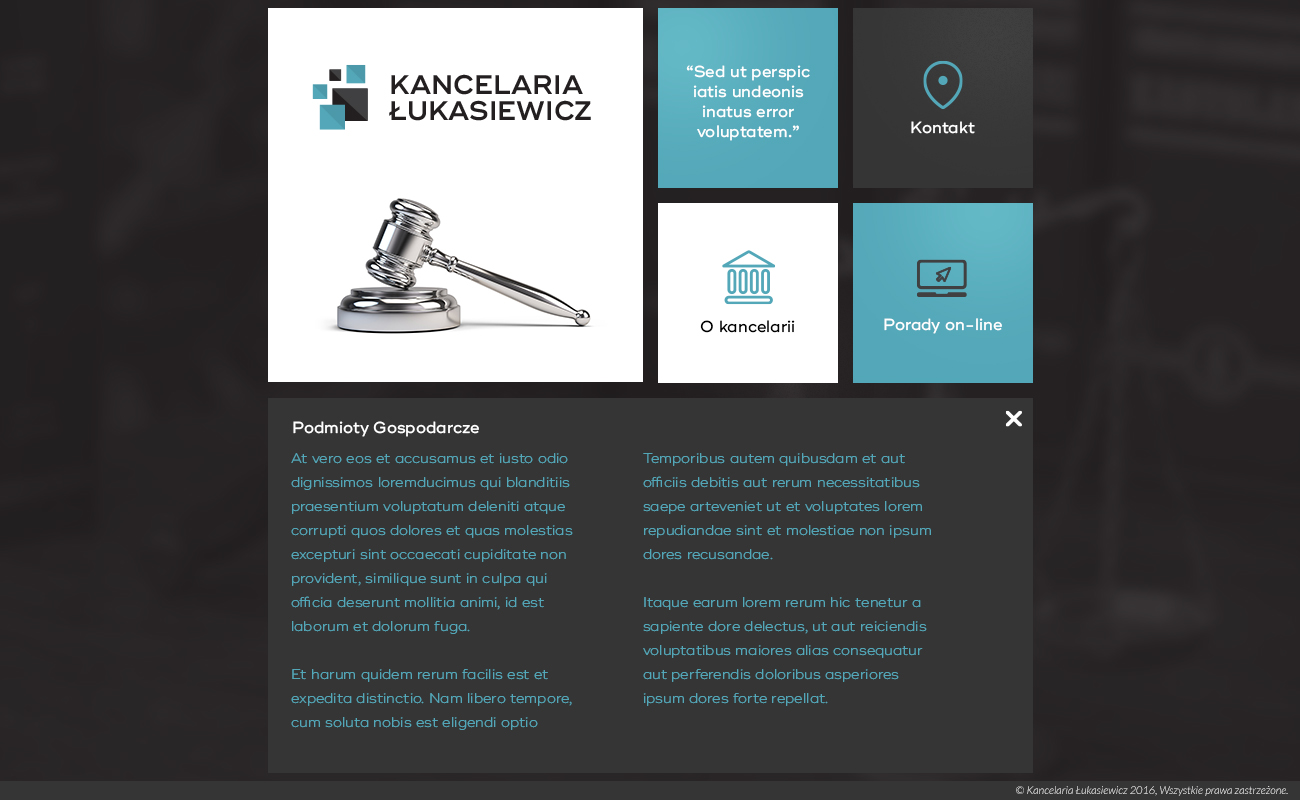 KANCELARIA
ŁUKASIEWICZ
“Sed ut perspic
iatis undeonis
inatus error
voluptatem.”
Kontakt
O kancelarii
Porady on-line
Podmioty Gospodarcze
At vero eos et accusamus et iusto odio
dignissimos loremducimus qui blanditiis
praesentium voluptatum deleniti atque
corrupti quos dolores et quas molestias
excepturi sint occaecati cupiditate non
provident, similique sunt in culpa qui
officia deserunt mollitia animi, id est
laborum et dolorum fuga.
Et harum quidem rerum facilis est et
expedita distinctio. Nam libero tempore,
cum soluta nobis est eligendi optio
Temporibus autem quibusdam et aut
officiis debitis aut rerum necessitatibus
saepe arteveniet ut et voluptates lorem
repudiandae sint et molestiae non ipsum
dores recusandae.
Itaque earum lorem rerum hic tenetur a
sapiente dore delectus, ut aut reiciendis
voluptatibus maiores alias consequatur
aut perferendis doloribus asperiores
ipsum dores forte repellat.
© Kancelaria Łukasiewicz 2016, Wszystkie prawa zastrzeżone.